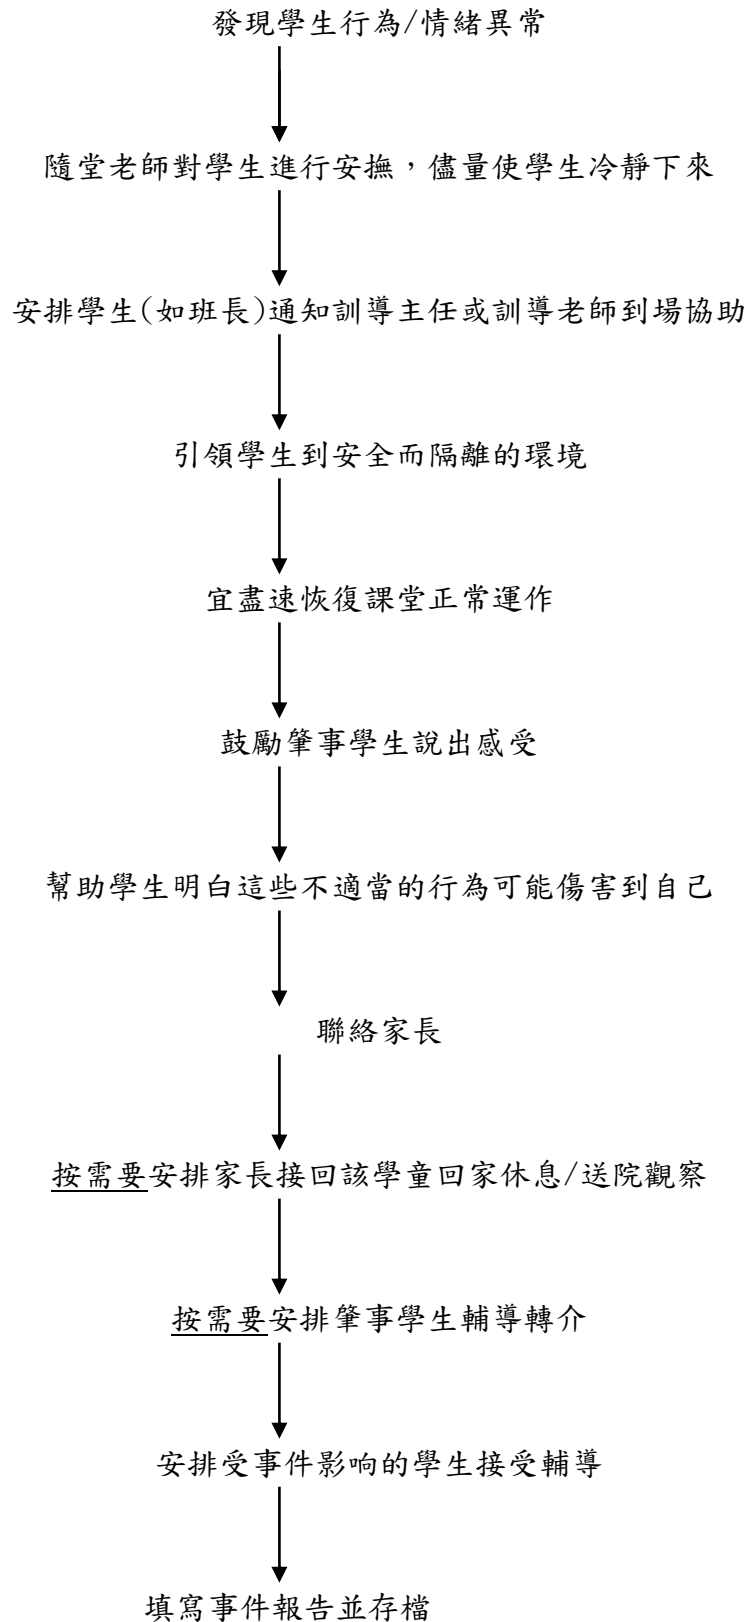 發現學生行為/情緒異常
隨堂老師對學生進行安撫，儘量使學生冷靜下來
安排學生(如班長)通知訓導主任或訓導老師到場協助
引領學生到安全而隔離的環境
宜盡速恢復課堂正常運作
鼓勵肇事學生說出感受
幫助學生明白這些不適當的行為可能傷害到自己
聯絡家長
按需要安排家長接回該學童回家休息/送院觀察
按需要安排肇事學生輔導轉介
安排受事件影响的學生接受輔導
填寫事件報告並存檔